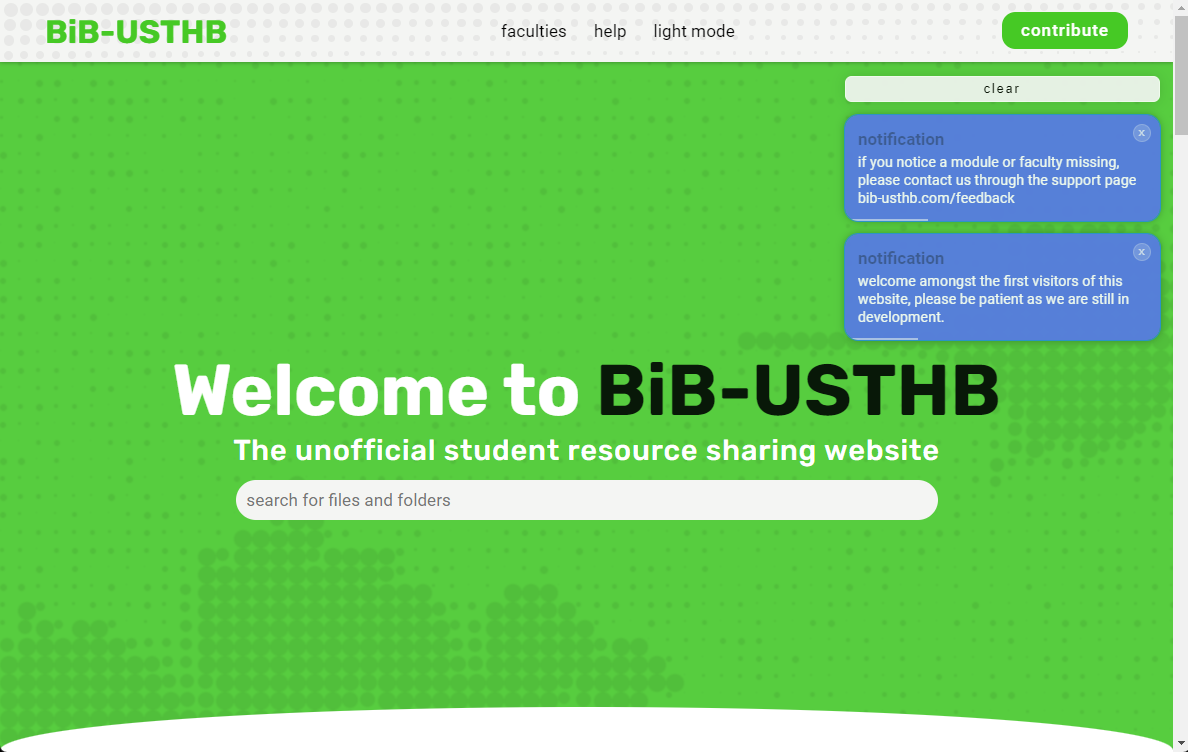 BiB-USTHB
faculties help light mode
contribute
clear
notification
x
if you notice a module or faculty missing,
please contact us through the support page
bib-usthb.com/feedback
notification
x
welcome amongst the first visitors of this
website, please be patient as we are still in
development.
Welcome to BiB-USTHB
The unofficial student resource sharing website
search for files and folders